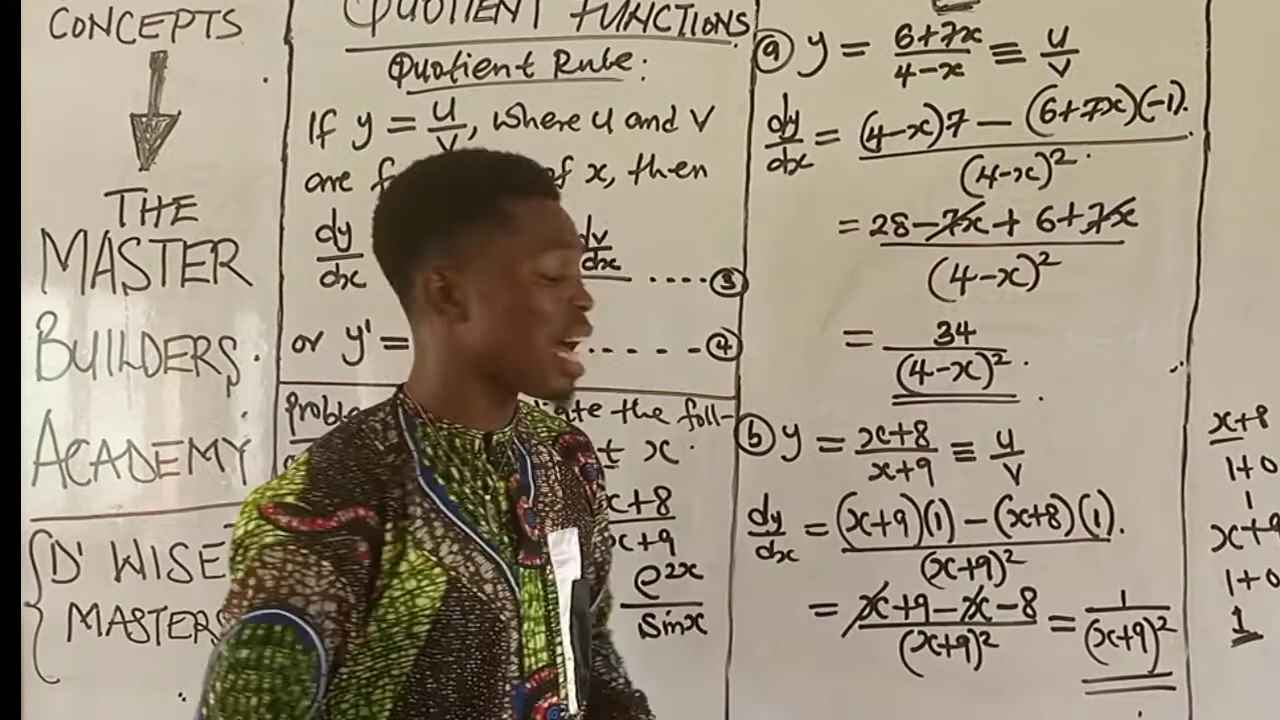 CONCEPTS
THE
MASTER
BUILDERS.
ACADEMY
D' WISE
MASTERS
QUOTIENT FUNCTIONS
Quotient Rule:
If y = u/v, where u and v
are f of x, then
dy/dx dv/dx ....③
or y' = .....④
the foll-
x.
x+8/x+9
e^2x/sinx
ⓐ y = (6+7x)/(4-x) ≡ u/v
dy/dx = ((4-x)7 - (6+7x)(-1).)/(4-x)².
= (28-7x+6+7x)/(4-x)²
= 34/(4-x)².
ⓑ y = (x+8)/(x+9) ≡ u/v
dy/dx = ((x+9)(1) - (x+8)(1).)/(x+9)²
= (x+9-x-8)/(x+9)² = 1/(x+9)²
x+8
1+0
1
x+9
1+0
1